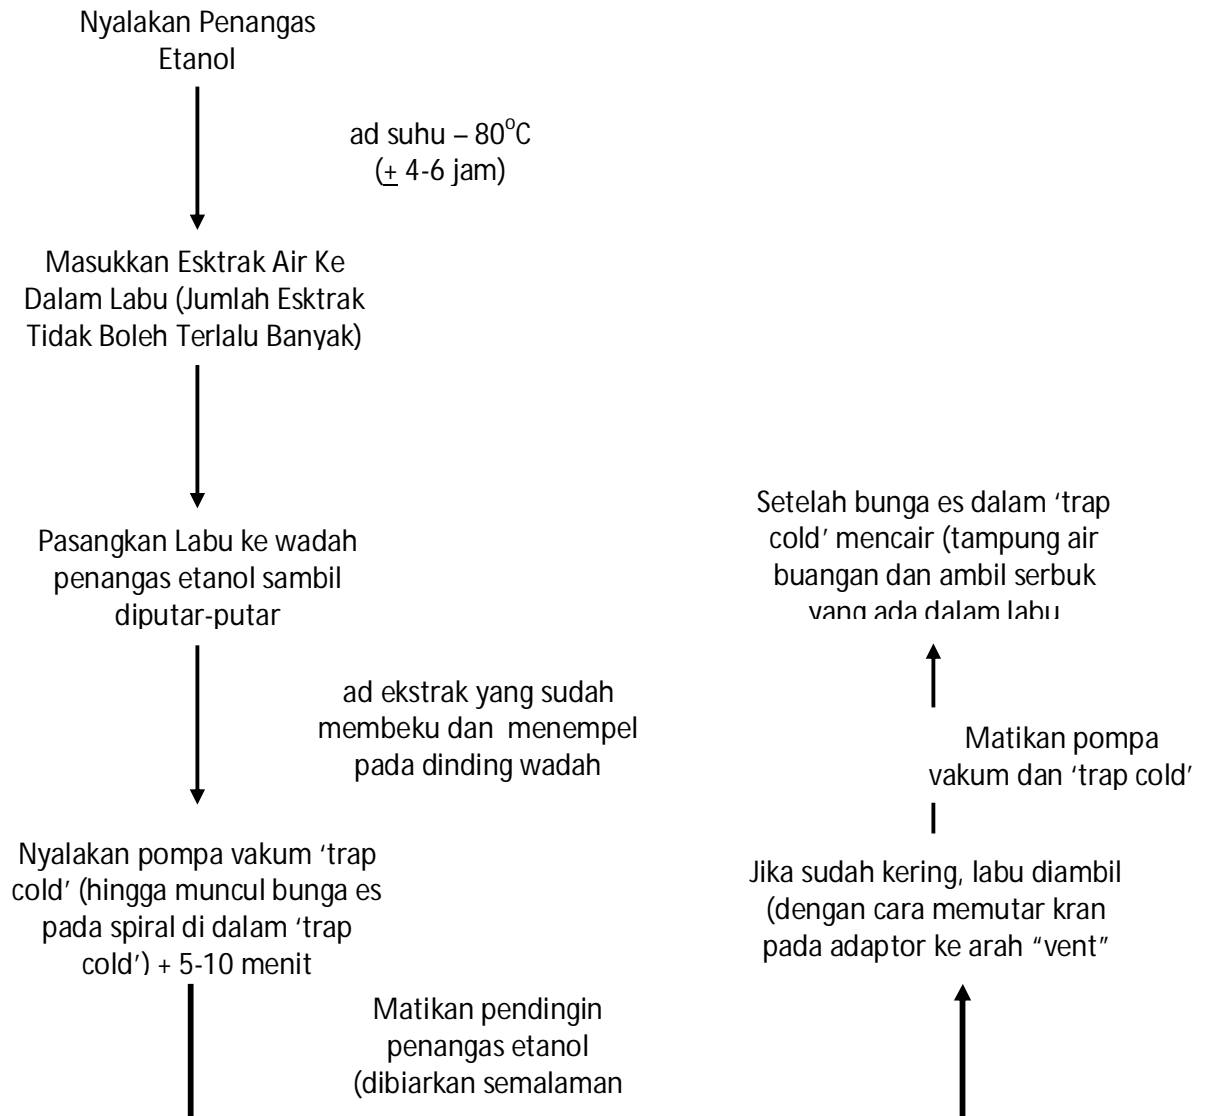 Nyalakan Penangas
Etanol
ad suhu – 80°C
(± 4-6 jam)
Masukkan Esktrak Air Ke
Dalam Labu (Jumlah Esktrak
Tidak Boleh Terlalu Banyak)
Pasangkan Labu ke wadah
penangas etanol sambil
diputar-putar
ad ekstrak yang sudah
membeku dan menempel
pada dinding wadah
Nyalakan pompa vakum ‘trap
cold’ (hingga muncul bunga es
pada spiral di dalam ‘trap
cold’) + 5-10 menit
Matikan pendingin
penangas etanol
(dibiarkan semalaman
Jika sudah kering, labu diambil
(dengan cara memutar kran
pada adaptor ke arah “vent”
Matikan pompa
vakum dan ‘trap cold’
Setelah bunga es dalam ‘trap
cold’ mencair (tampung air
buangan dan ambil serbuk
yang ada dalam labu